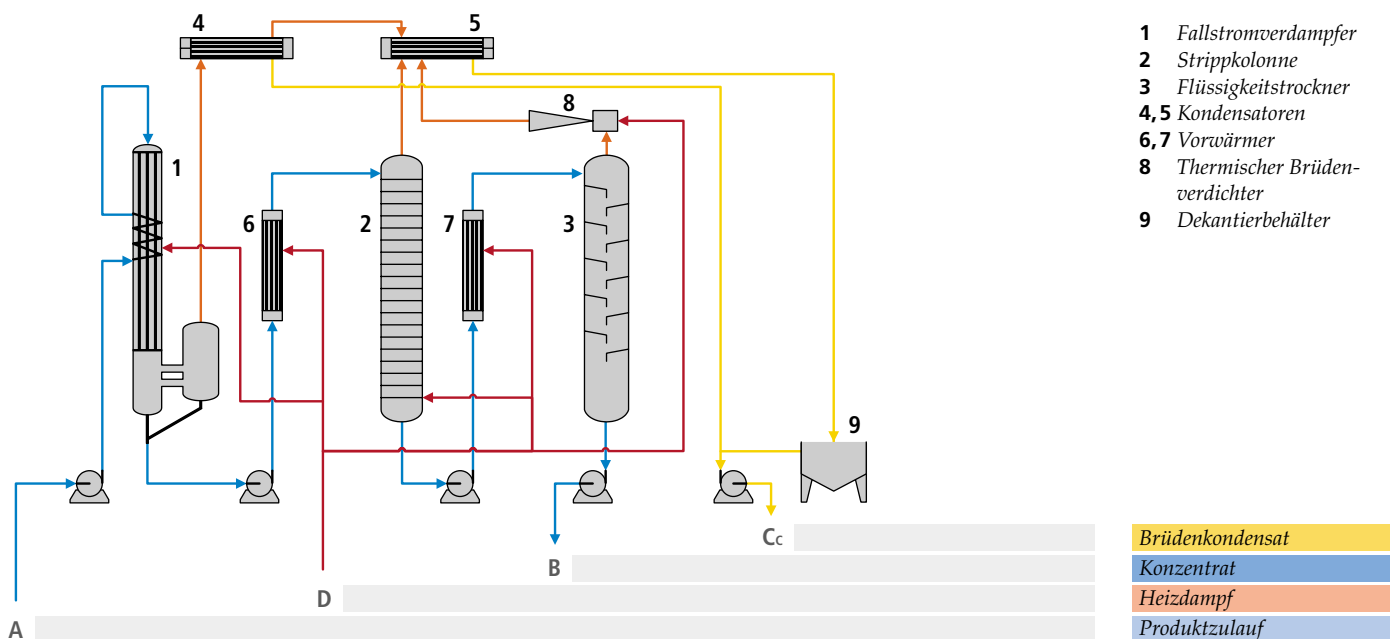 4
5
8
1
6
2
7
3
9
1 Fallstromverdampfer
2 Strippkolonne
3 Flüssigkeitstrockner
4,5 Kondensatoren
6,7 Vorwärmer
8 Thermischer Brüden-
verdichter
9 Dekantierbehälter
Cc Brüdenkondensat
B Konzentrat
D Heizdampf
A Produktzulauf